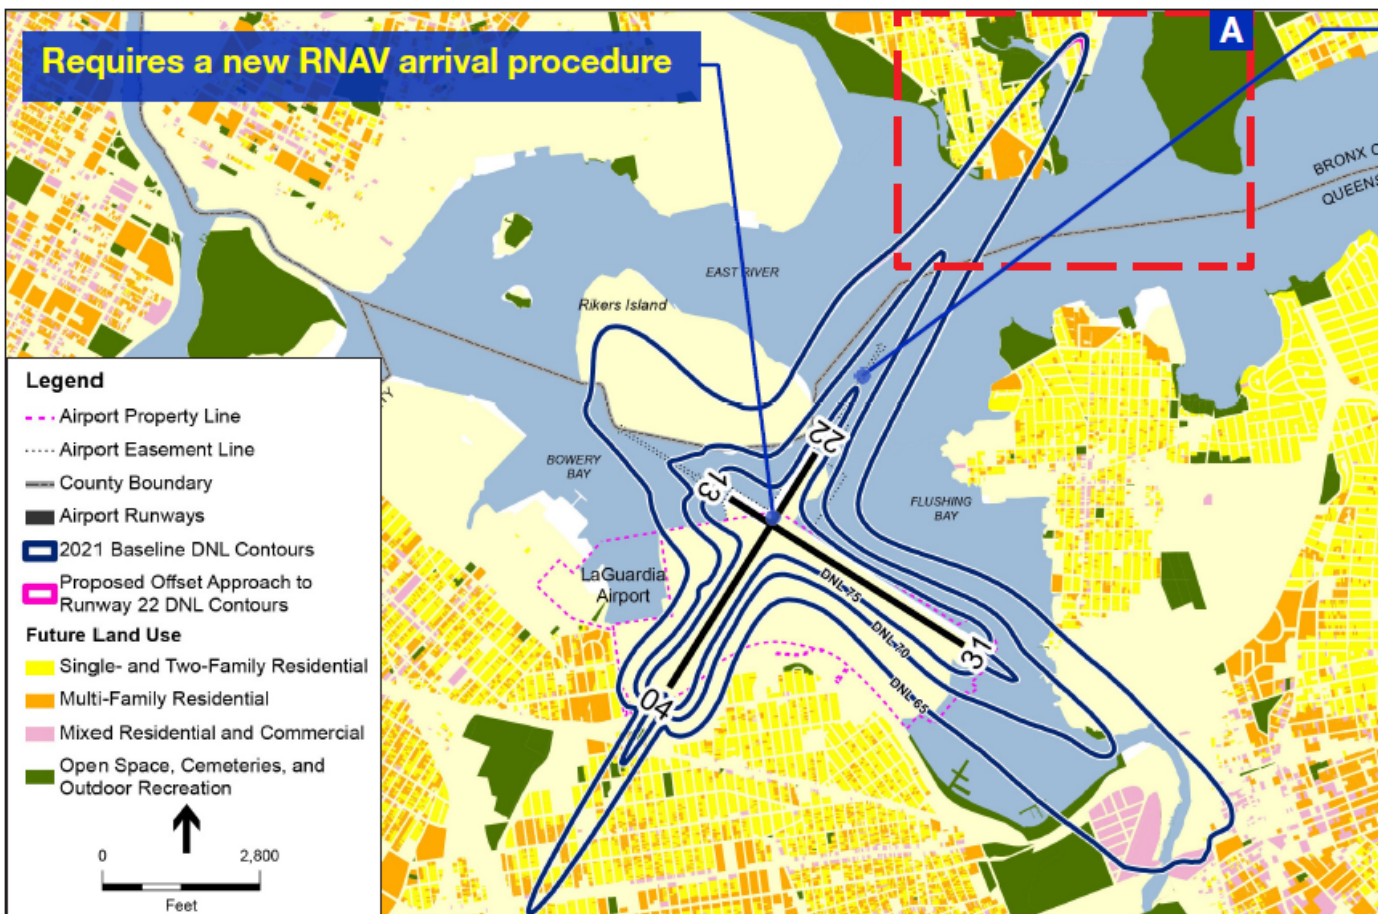 Requires a new RNAV arrival procedure
A
BRONX C
QUEENS
EAST RIVER
Rikers Island
22
13
BOWERY
BAY
FLUSHING
BAY
LaGuardia
Airport
DNL 75
DNL 70
DNL 65
31
04
Legend
Airport Property Line
Airport Easement Line
County Boundary
Airport Runways
2021 Baseline DNL Contours
Proposed Offset Approach to
Runway 22 DNL Contours
Future Land Use
Single- and Two-Family Residential
Multi-Family Residential
Mixed Residential and Commercial
Open Space, Cemeteries, and
Outdoor Recreation
0 2,800
Feet